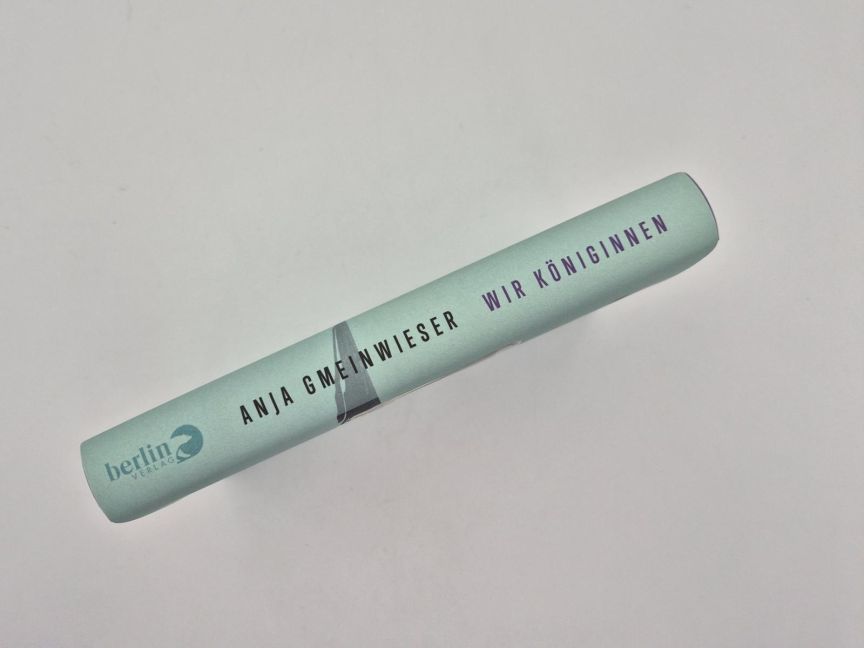 berlin
VERLAG
ANJA GMEINWIESER WIR KÖNIGINNEN